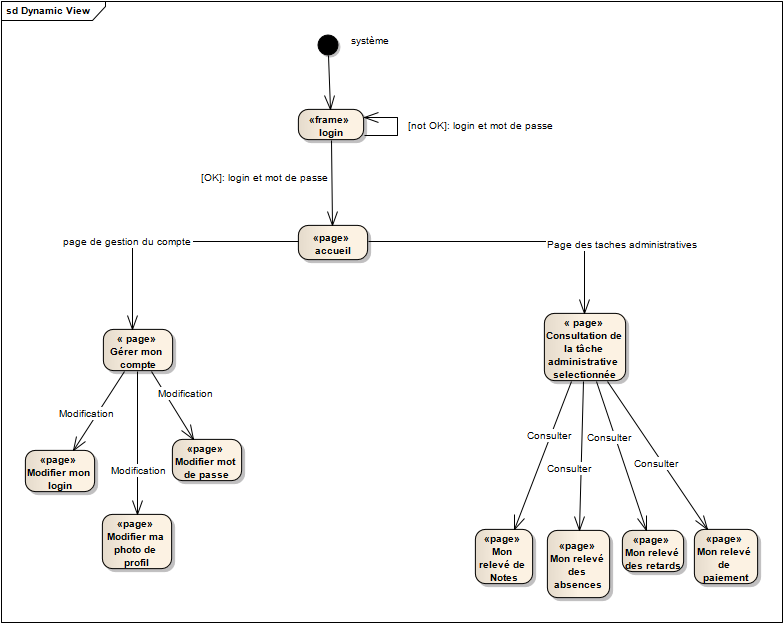 sd Dynamic View
système
«frame»
login
[not OK]: login et mot de passe
[OK]: login et mot de passe
«page»
accueil
page de gestion du compte
Page des taches administratives
« page»
Gérer mon
compte
« page»
Consultation de
la tâche
administrative
selectionnée
Modification
Modification
Modification
«page»
Modifier mon
login
«page»
Modifier mot
de passe
«page»
Modifier ma
photo de
profil
Consulter
Consulter
Consulter
Consulter
«page»
Mon
relevé de
Notes
«page»
Mon relevé
des
absences
«page»
Mon relevé
des retards
«page»
Mon relevé
de
paiement